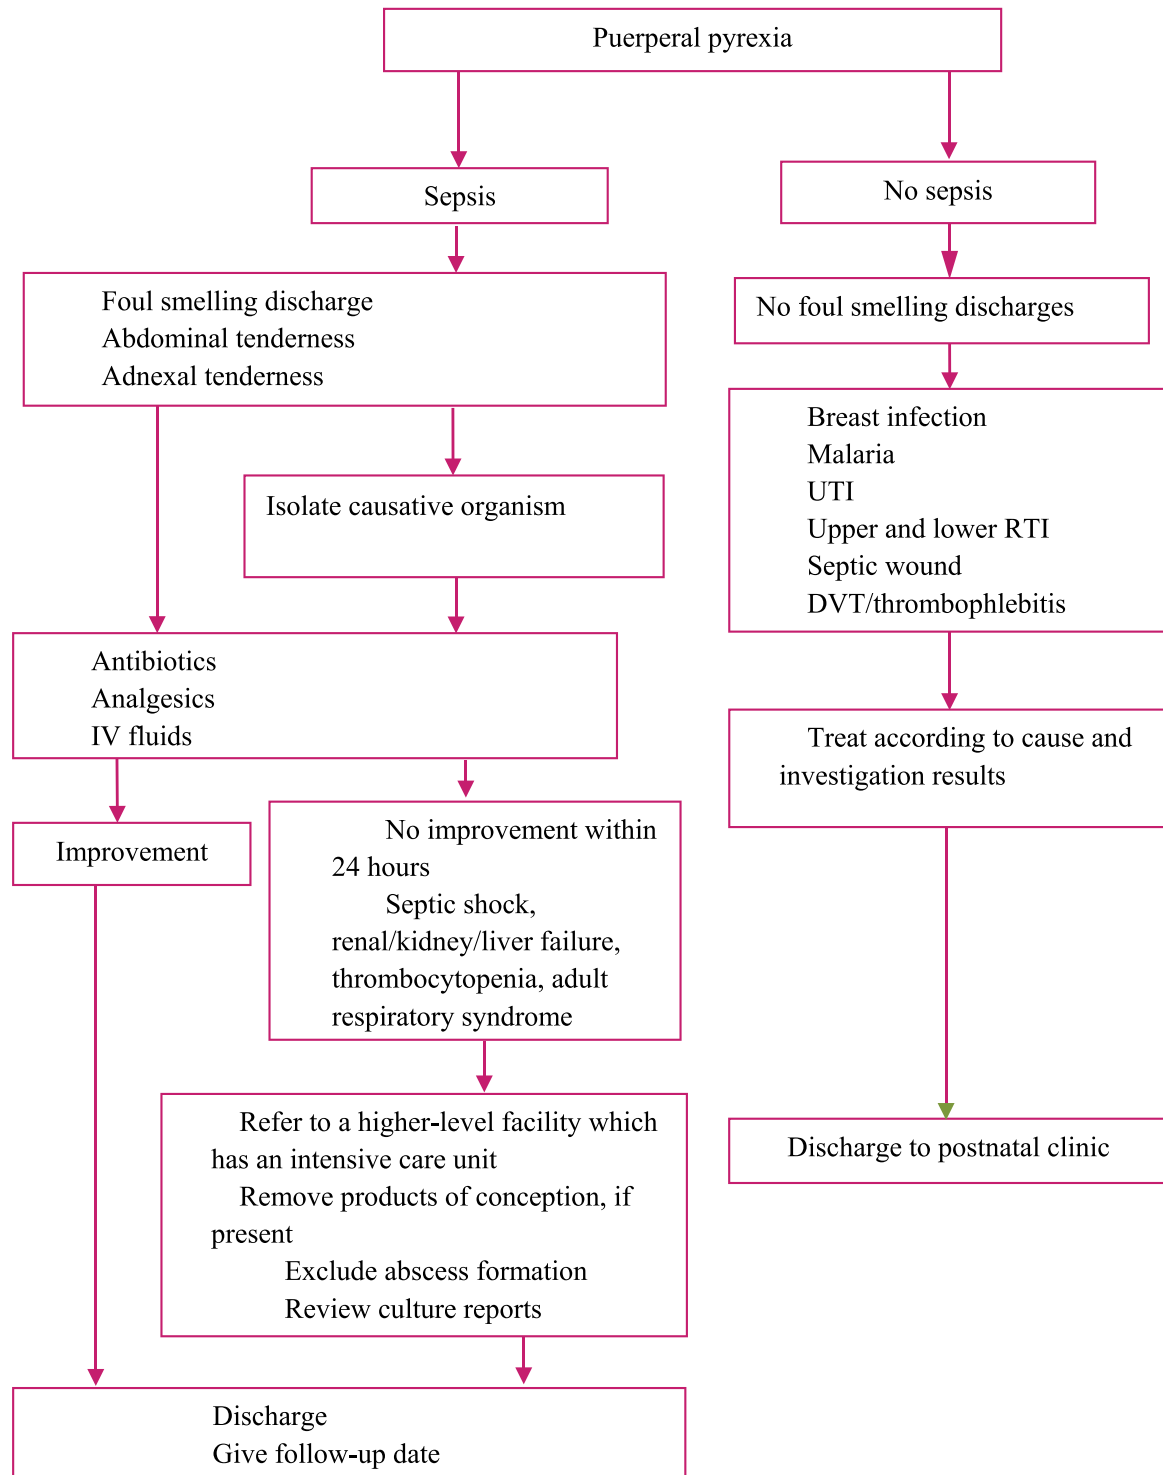 Puerperal pyrexia
Sepsis
No sepsis
Foul smelling discharge
Abdominal tenderness
Adnexal tenderness
No foul smelling discharges
Isolate causative organism
Breast infection
Malaria
UTI
Upper and lower RTI
Septic wound
DVT/thrombophlebitis
Antibiotics
Analgesics
IV fluids
Treat according to cause and
investigation results
Improvement
No improvement within
24 hours
Septic shock,
renal/kidney/liver failure,
thrombocytopenia, adult
respiratory syndrome
Refer to a higher-level facility which
has an intensive care unit
Remove products of conception, if
present
Exclude abscess formation
Review culture reports
Discharge to postnatal clinic
Discharge
Give follow-up date